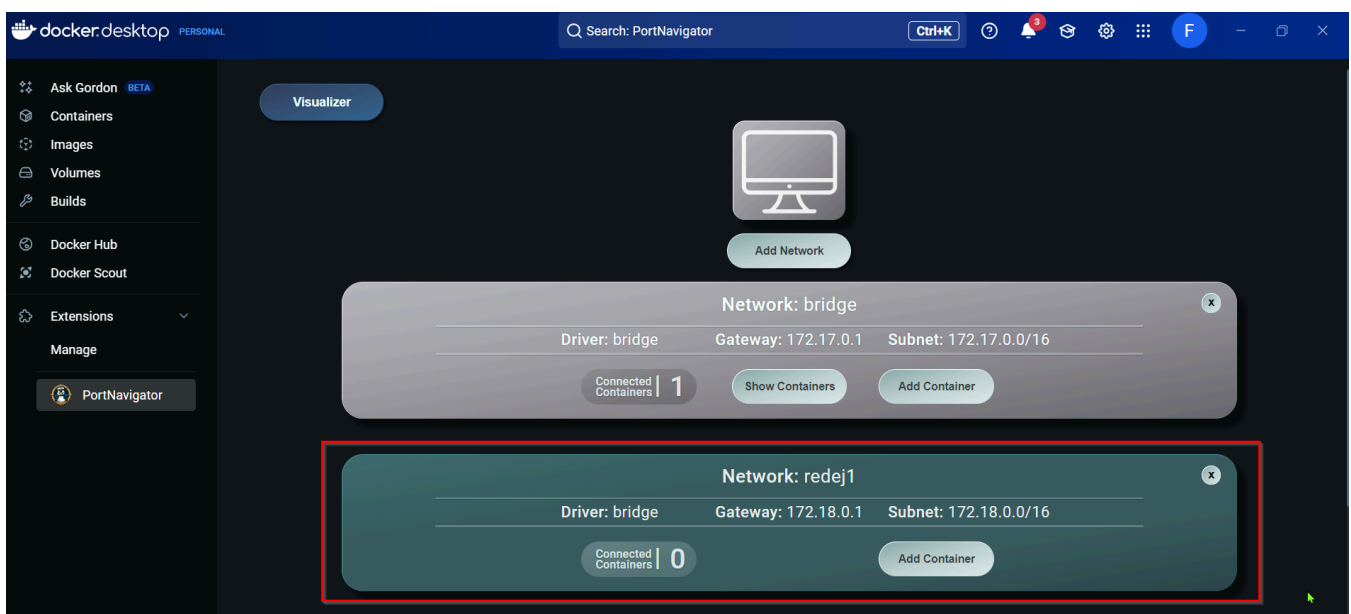 docker.desktop PERSONAL
Search: PortNavigator
Ctrl+K
3
F
Ask Gordon BETA
Containers
Images
Volumes
Builds
Docker Hub
Docker Scout
Extensions
Manage
PortNavigator
Visualizer
Add Network
Network: bridge
x
Driver: bridge Gateway: 172.17.0.1 Subnet: 172.17.0.0/16
Connected
Containers 1
Show Containers
Add Container
Network: redej1
x
Driver: bridge Gateway: 172.18.0.1 Subnet: 172.18.0.0/16
Connected
Containers 0
Add Container